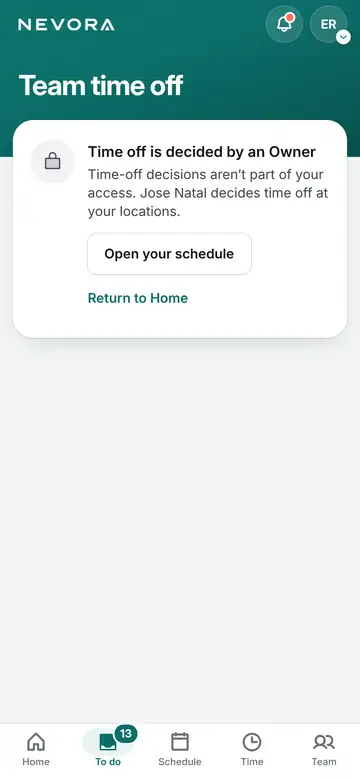 NEVORA
ER
Team time off
Time off is decided by an Owner
Time-off decisions aren't part of your
access. Jose Natal decides time off at
your locations.
Open your schedule
Return to Home
13
Home
To do
Schedule
Time
Team